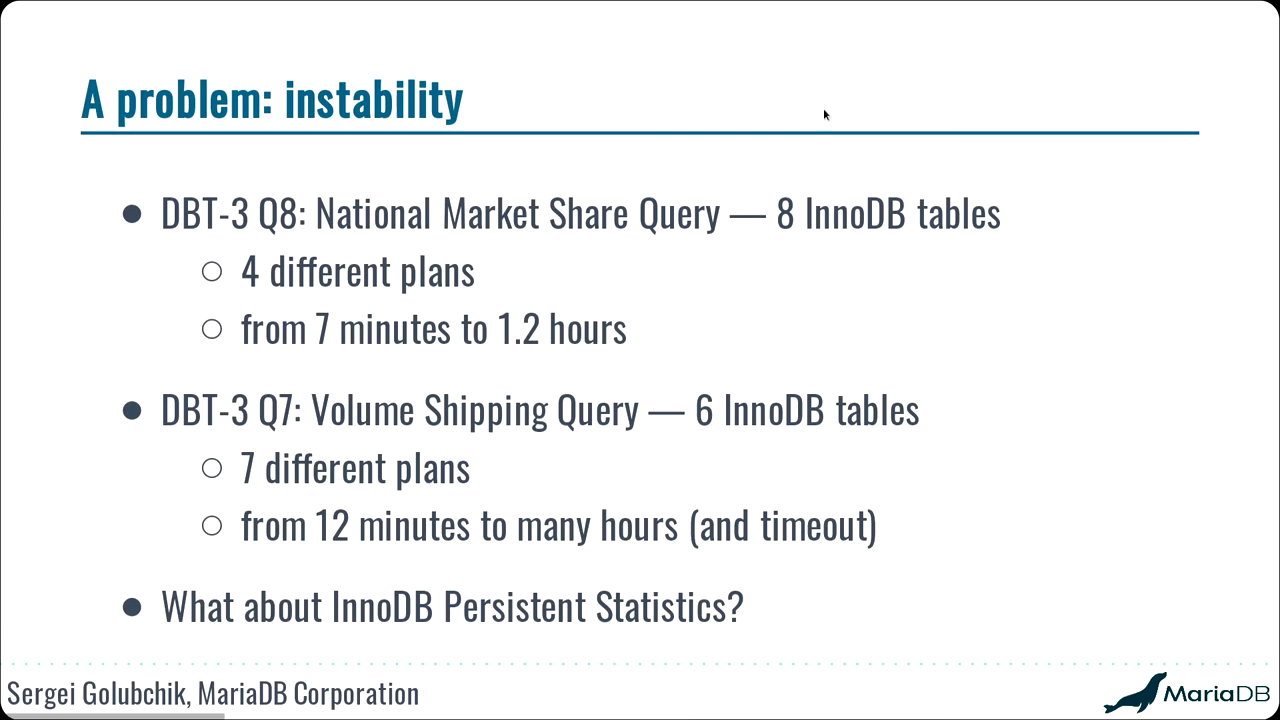 A problem: instability
DBT-3 Q8: National Market Share Query — 8 InnoDB tables
4 different plans
from 7 minutes to 1.2 hours
DBT-3 Q7: Volume Shipping Query — 6 InnoDB tables
7 different plans
from 12 minutes to many hours (and timeout)
What about InnoDB Persistent Statistics?
Sergei Golubchik, MariaDB Corporation
MariaDB